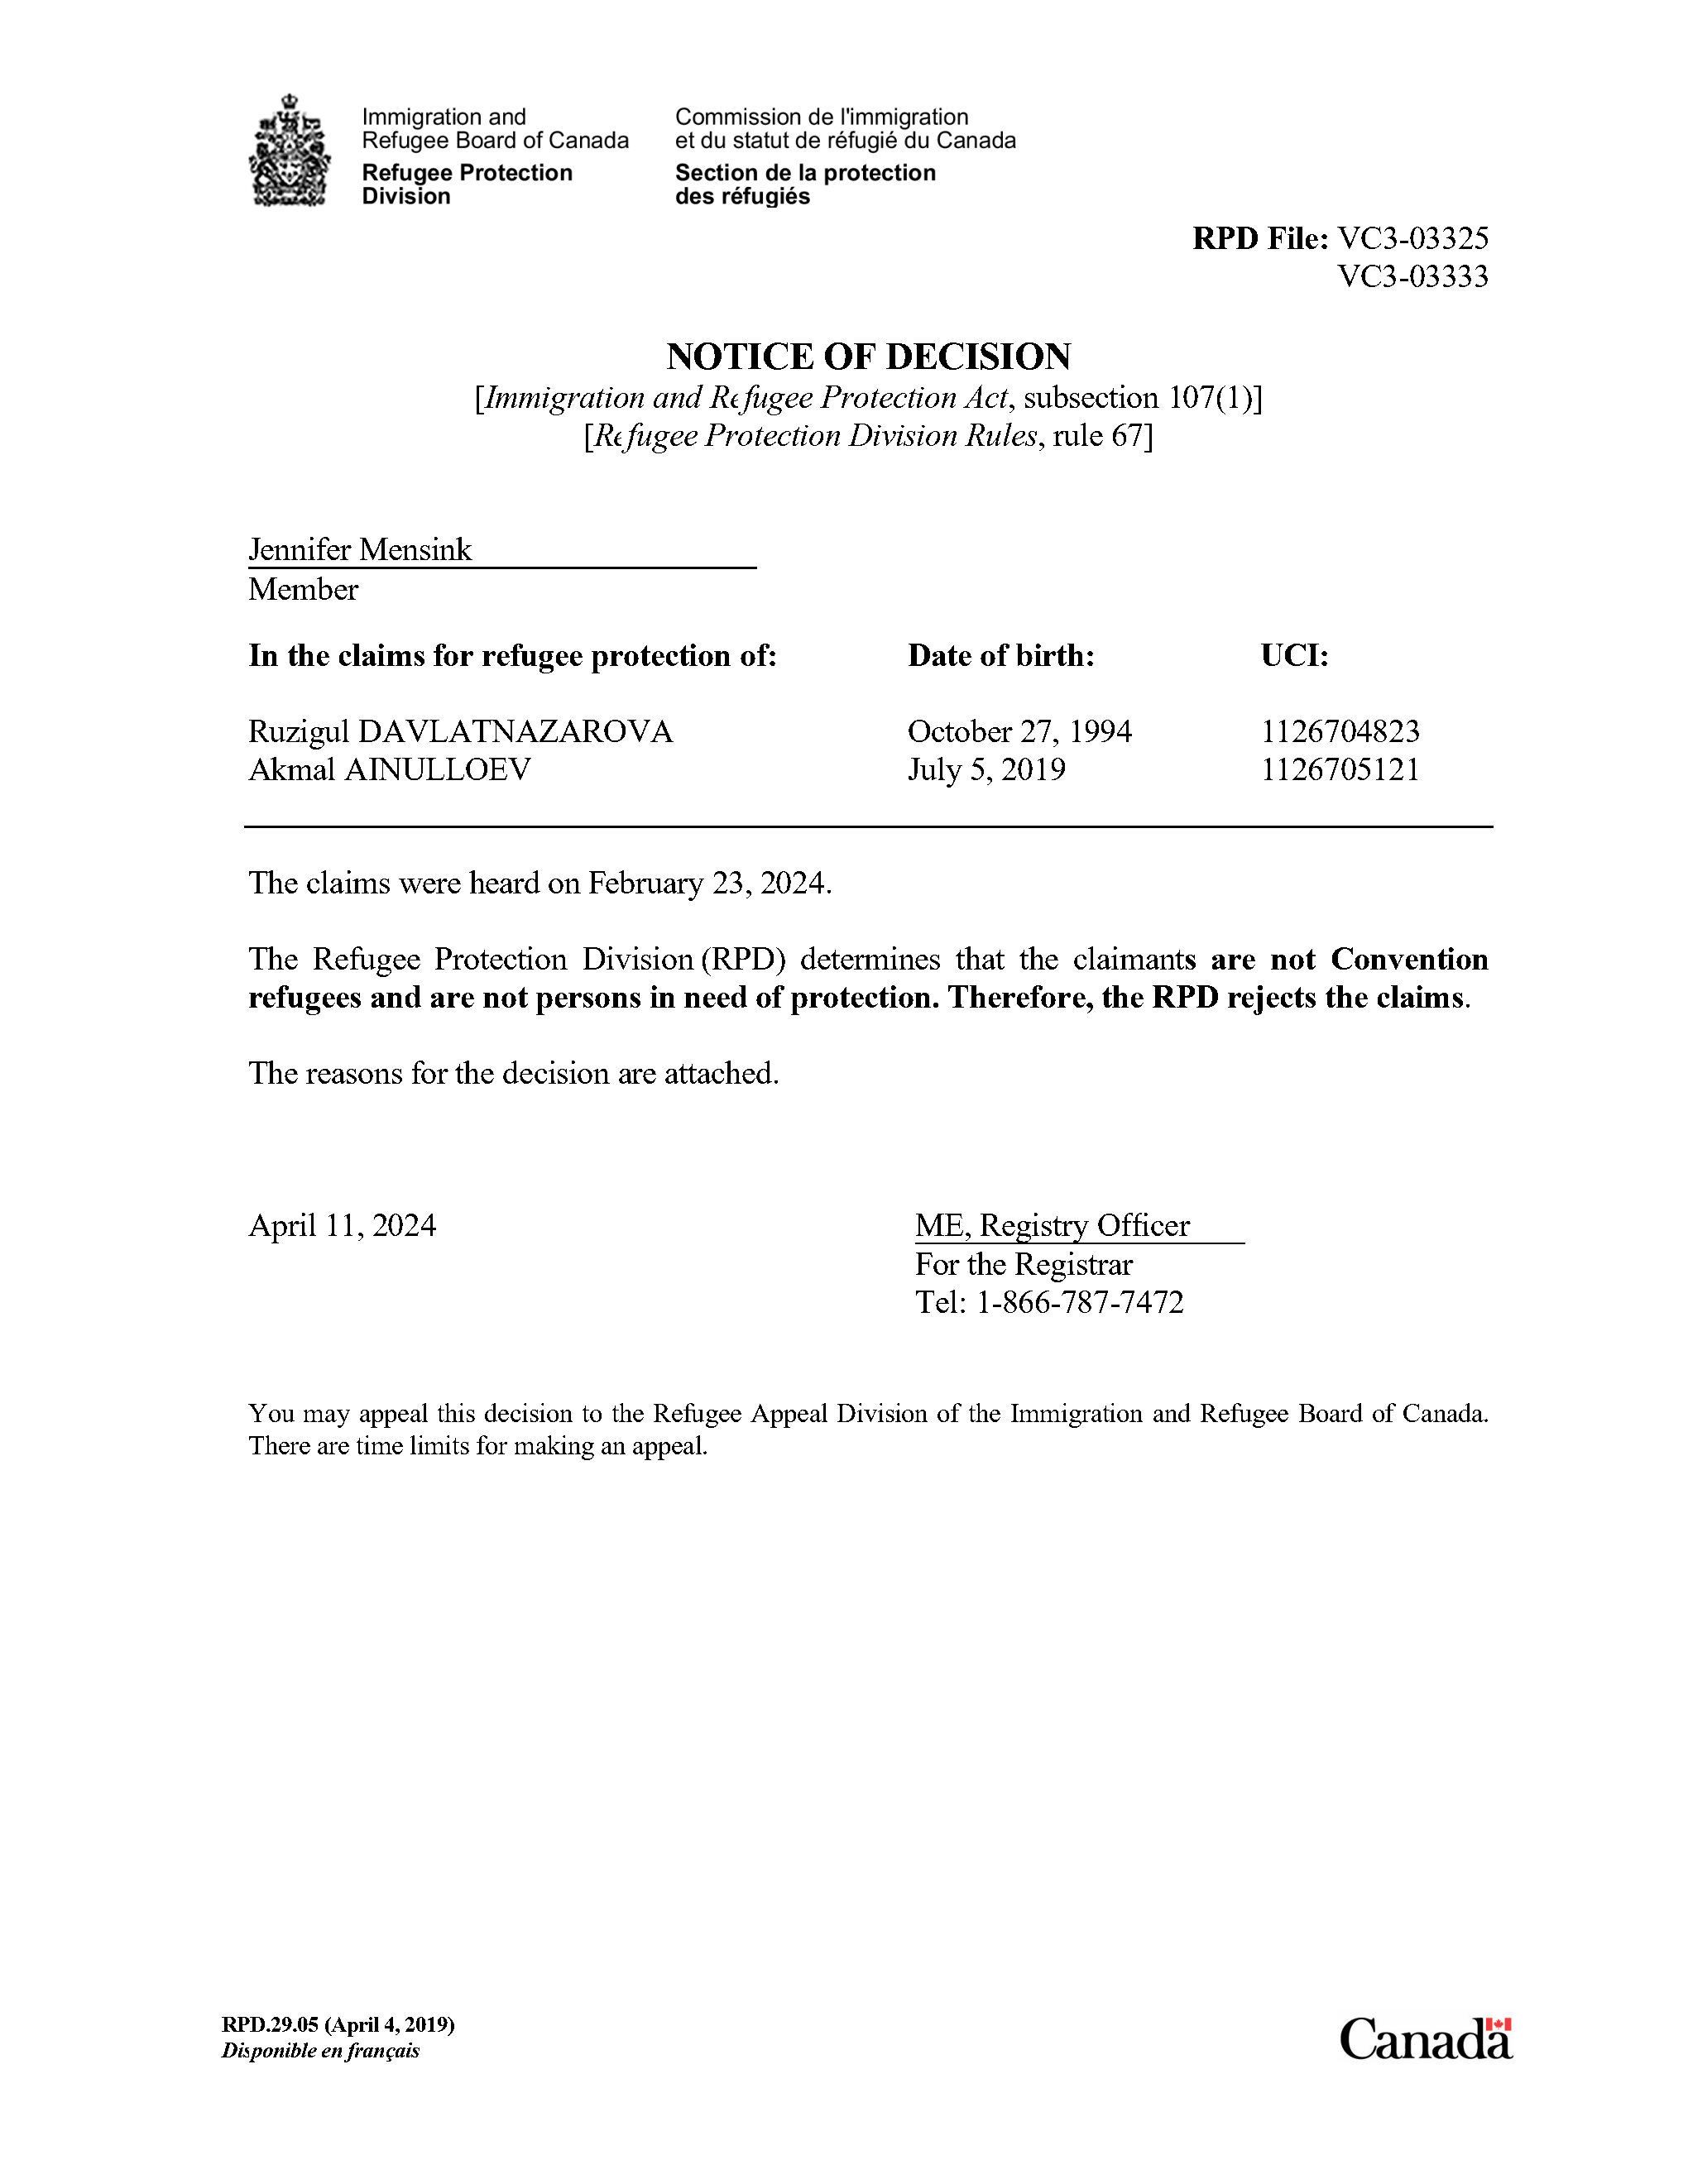 Immigration and
Refugee Board of Canada
Refugee Protection
Division
Commission de l'immigration
et du statut de réfugié du Canada
Section de la protection
des réfugiés
RPD File: VC3-03325
VC3-03333
NOTICE OF DECISION
[Immigration and Refugee Protection Act, subsection 107(1)]
[Refugee Protection Division Rules, rule 67]
Jennifer Mensink
Member
In the claims for refugee protection of: Date of birth: UCI:
Ruzigul DAVLATNAZAROVA October 27, 1994 1126704823
Akmal AINULLOEV July 5, 2019 1126705121
The claims were heard on February 23, 2024.
The Refugee Protection Division (RPD) determines that the claimants are not Convention
refugees and are not persons in need of protection. Therefore, the RPD rejects the claims.
The reasons for the decision are attached.
April 11, 2024 ME, Registry Officer
For the Registrar
Tel: 1-866-787-7472
You may appeal this decision to the Refugee Appeal Division of the Immigration and Refugee Board of Canada.
There are time limits for making an appeal.
RPD.29.05 (April 4, 2019)
Disponible en français
Canada